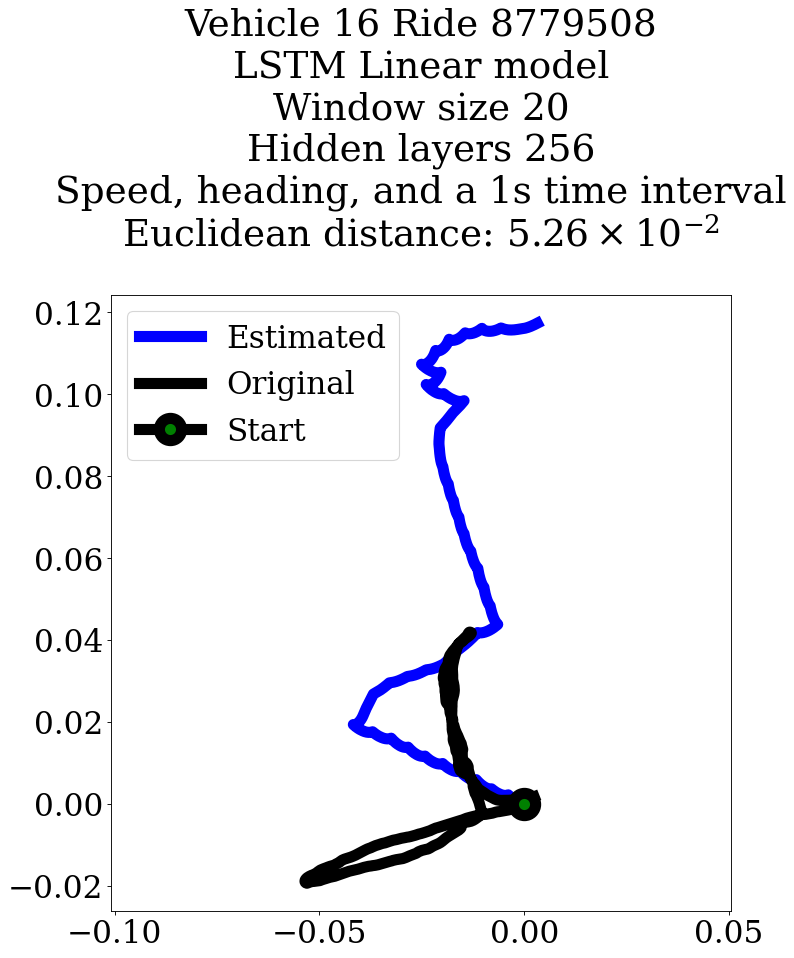 Vehicle 16 Ride 8779508
LSTM Linear model
Window size 20
Hidden layers 256
Speed, heading, and a 1s time interval
Euclidean distance: 5.26 × 10⁻²
Estimated
Original
Start
0.12
0.10
0.08
0.06
0.04
0.02
0.00
−0.02
−0.10 −0.05 0.00 0.05